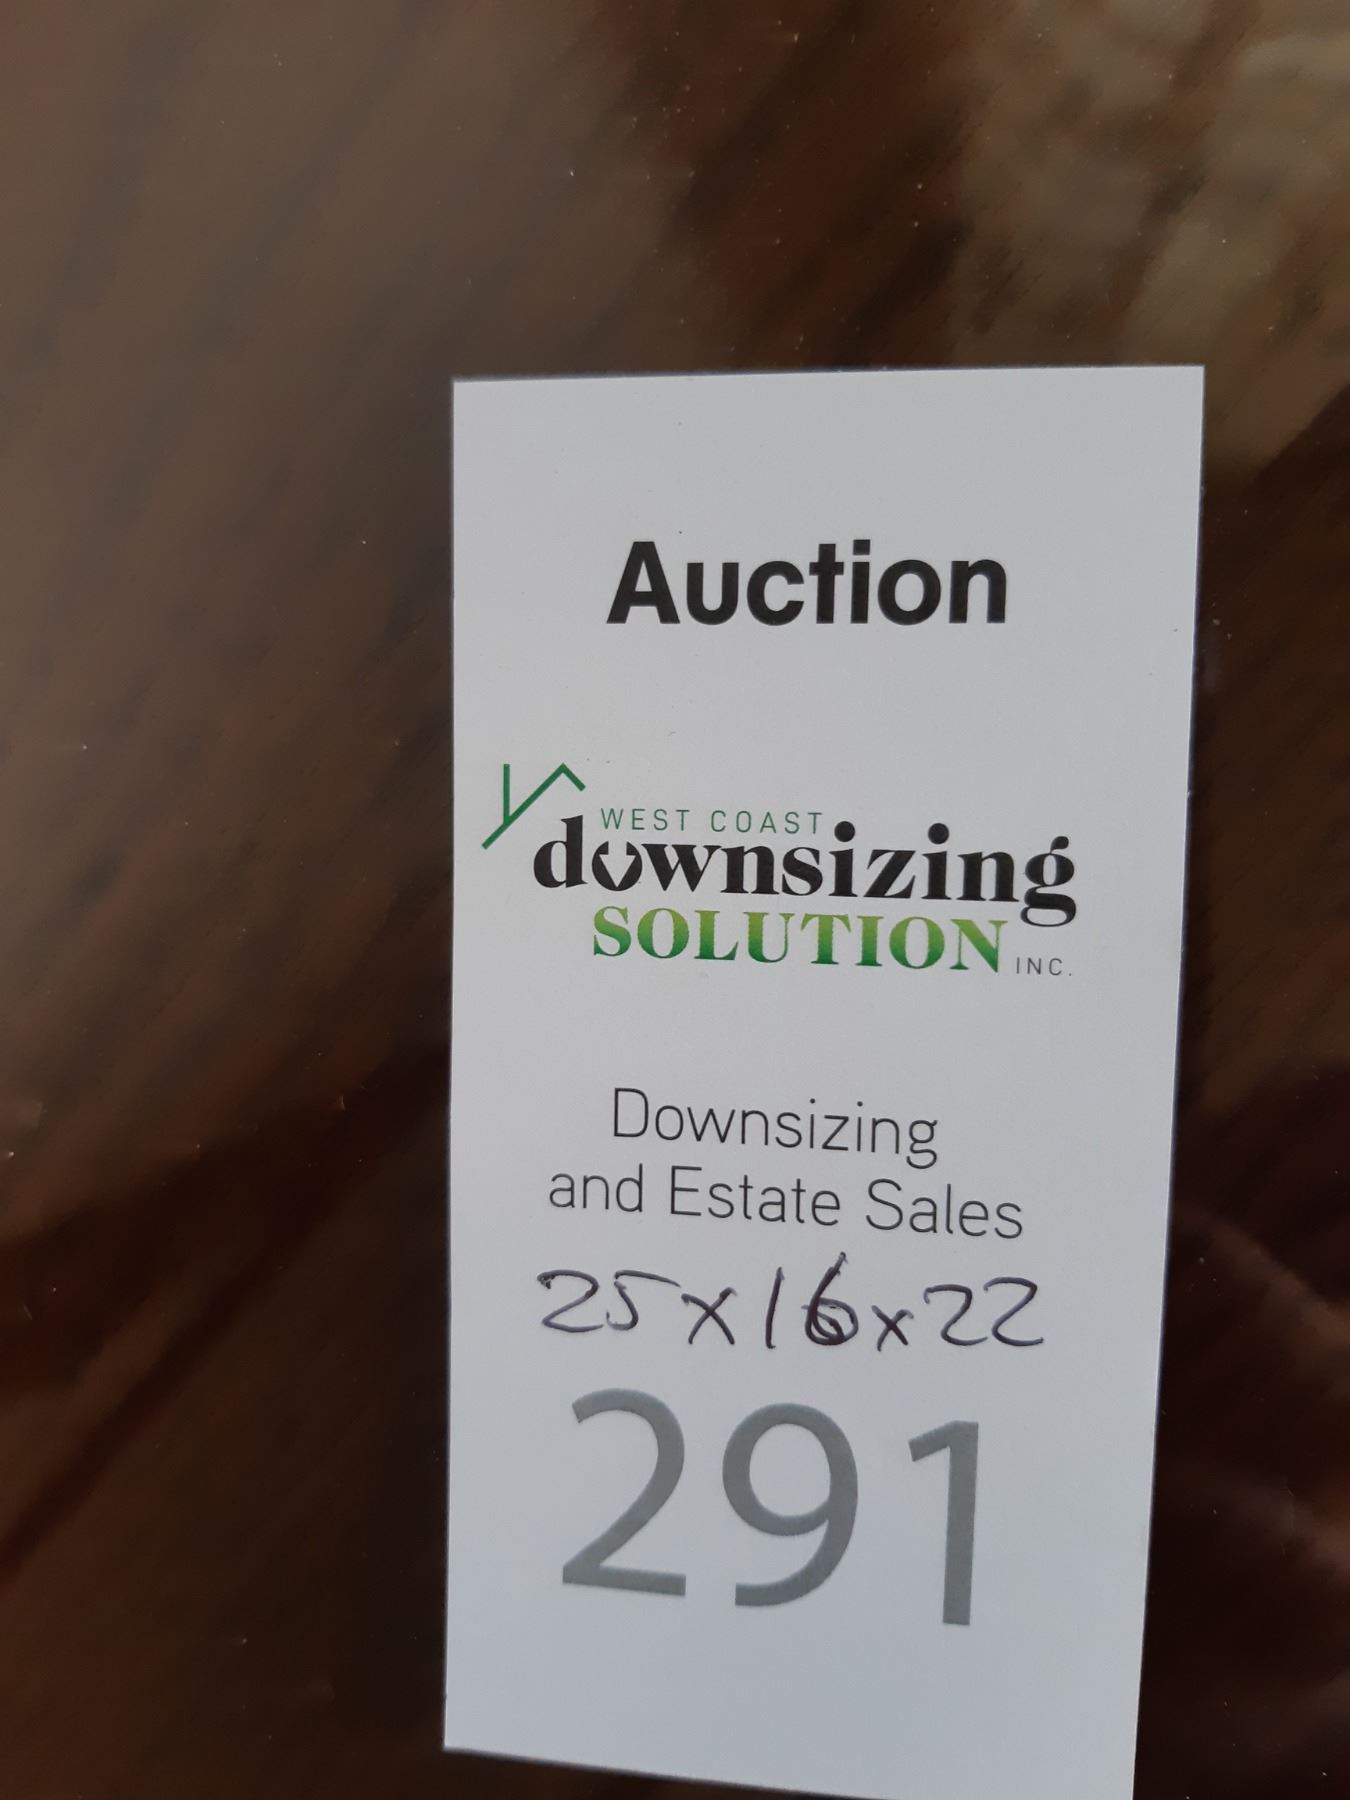 Auction
WEST COAST
downsizing
SOLUTION INC.
Downsizing
and Estate Sales
25x16x22
291